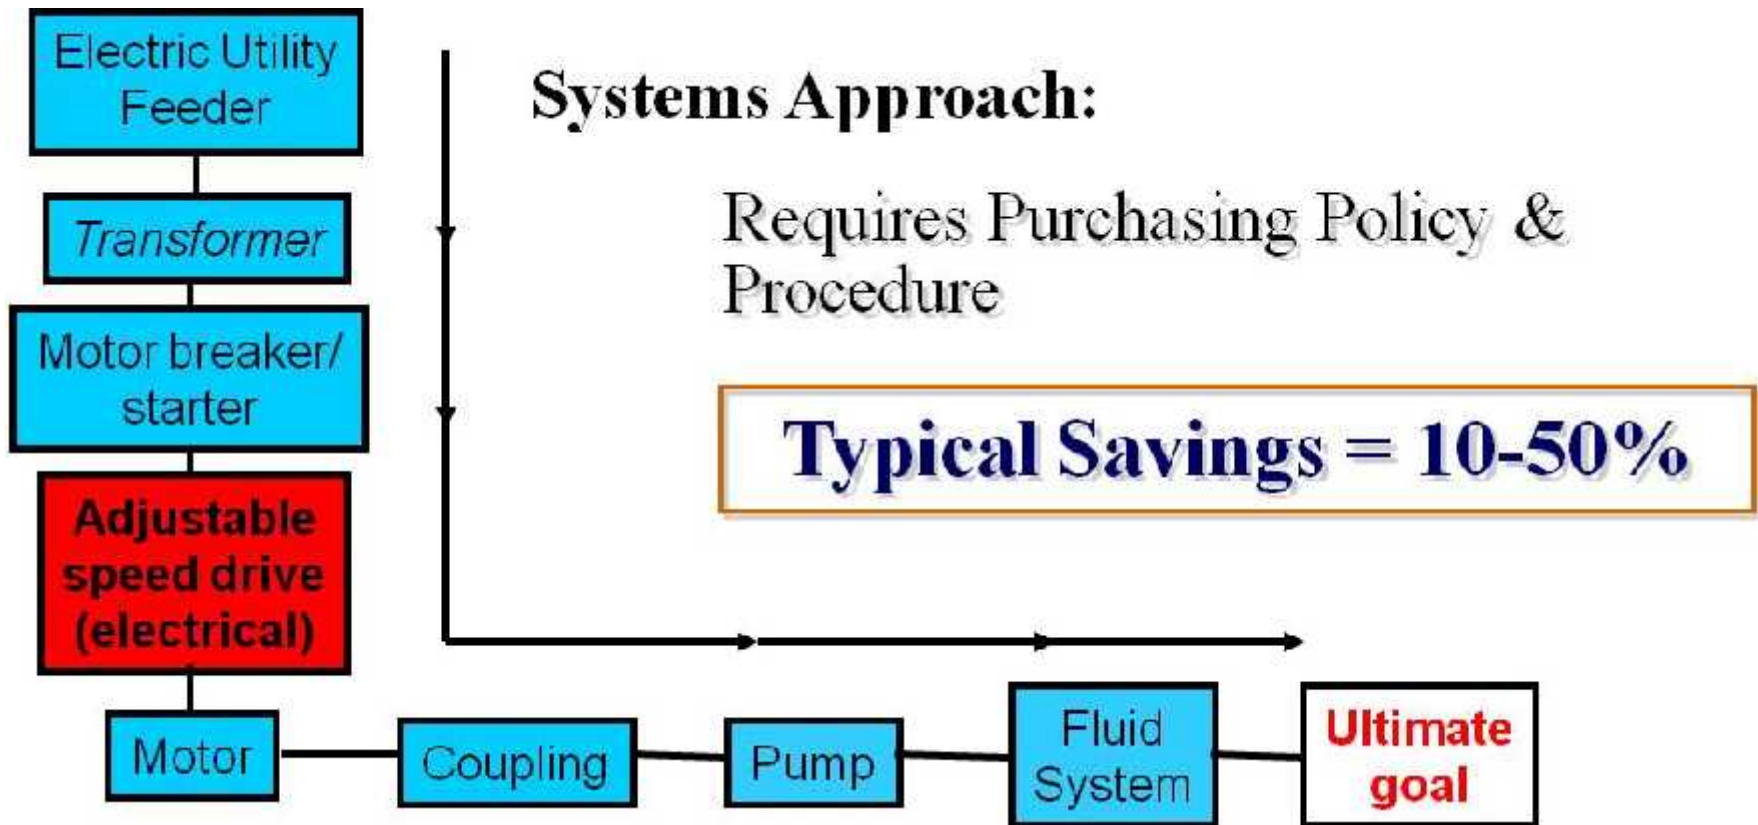 Electric Utility
Feeder
Transformer
Motor breaker/
starter
Adjustable
speed drive
(electrical)
Motor
Coupling
Pump
Fluid
System
Ultimate
goal
Systems Approach:
Requires Purchasing Policy &
Procedure
Typical Savings = 10-50%